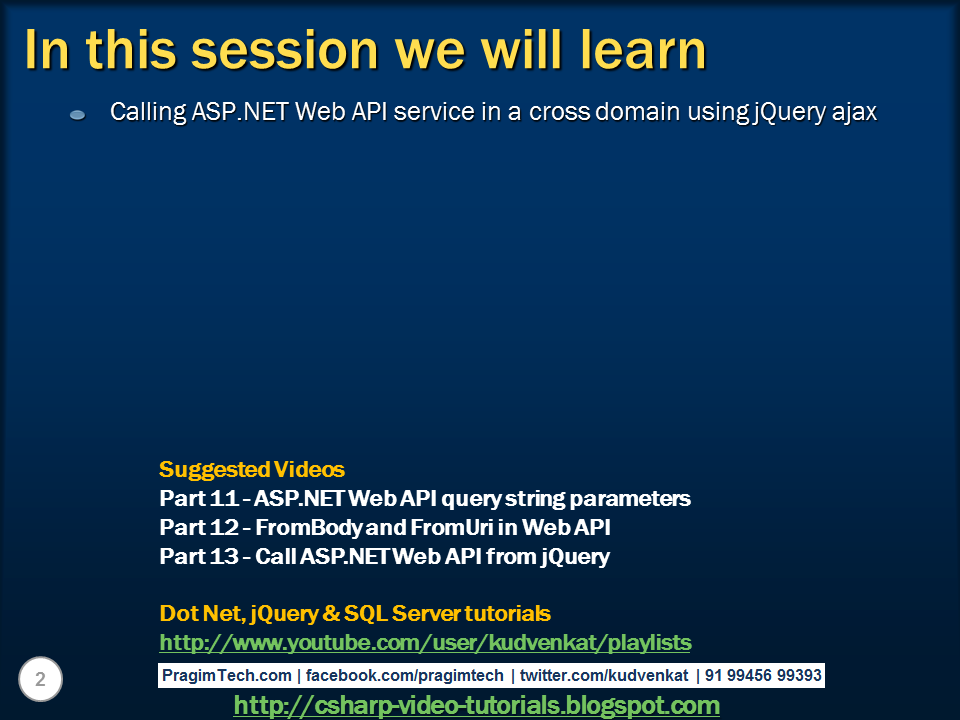 In this session we will learn
Calling ASP.NET Web API service in a cross domain using jQuery ajax
Suggested Videos
Part 11 - ASP.NET Web API query string parameters
Part 12 - FromBody and FromUri in Web API
Part 13 - Call ASP.NET Web API from jQuery
Dot Net, jQuery & SQL Server tutorials
http://www.youtube.com/user/kudvenkat/playlists
2
PragimTech.com | facebook.com/pragimtech | twitter.com/kudvenkat | 91 99456 99393
http://csharp-video-tutorials.blogspot.com